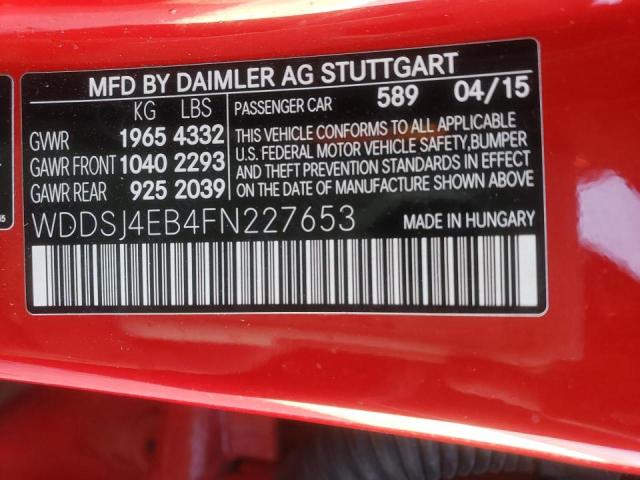 MFD BY DAIMLER AG STUTTGART
KG LBS
GWWR 1965 4332
GAWR FRONT 1040 2293
GAWR REAR 925 2039
PASSENGER CAR 589 04/15
THIS VEHICLE CONFORMS TO ALL APPLICABLE
U.S. FEDERAL MOTOR VEHICLE SAFETY, BUMPER
AND THEFT PREVENTION STANDARDS IN EFFECT
ON THE DATE OF MANUFACTURE SHOWN ABOVE.
WDDSJ4EB4FN227653
MADE IN HUNGARY